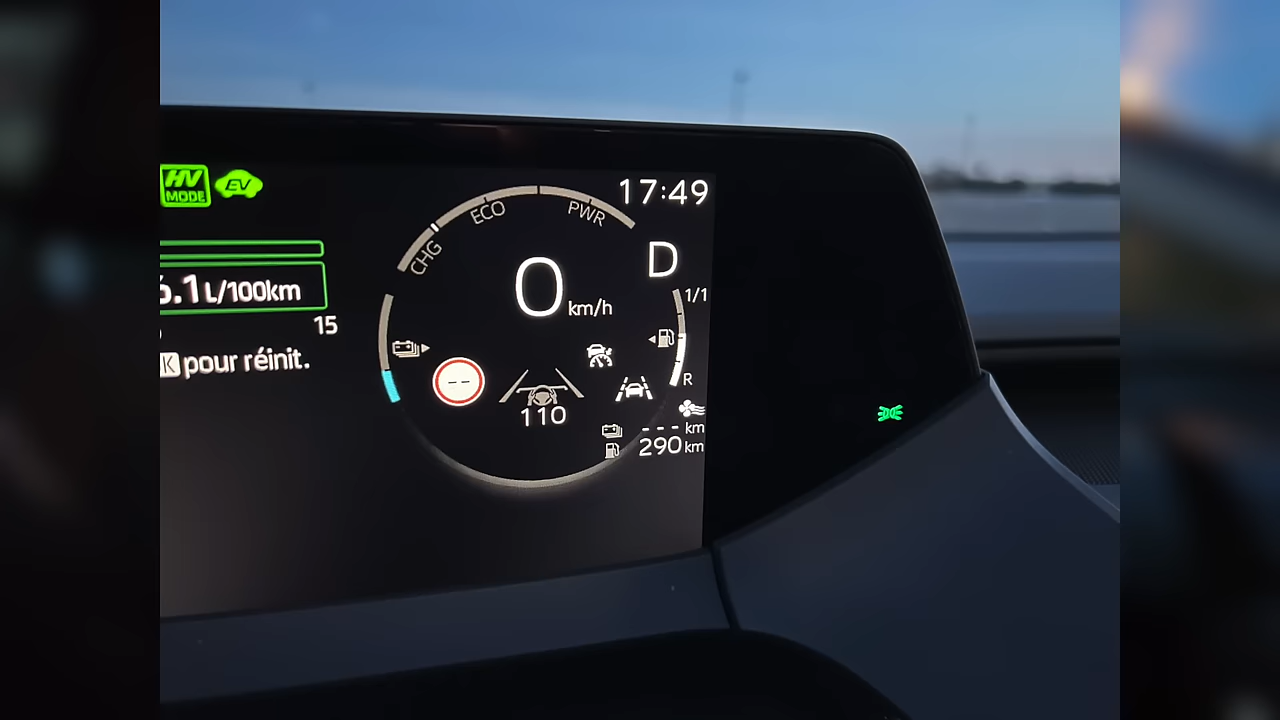 HV
MODE
EV
17:49
ECO
PWR
CHG
D
0 km/h
1/1
.1 L/100km
15
K pour réinit.
--
R
110
--- km
290 km